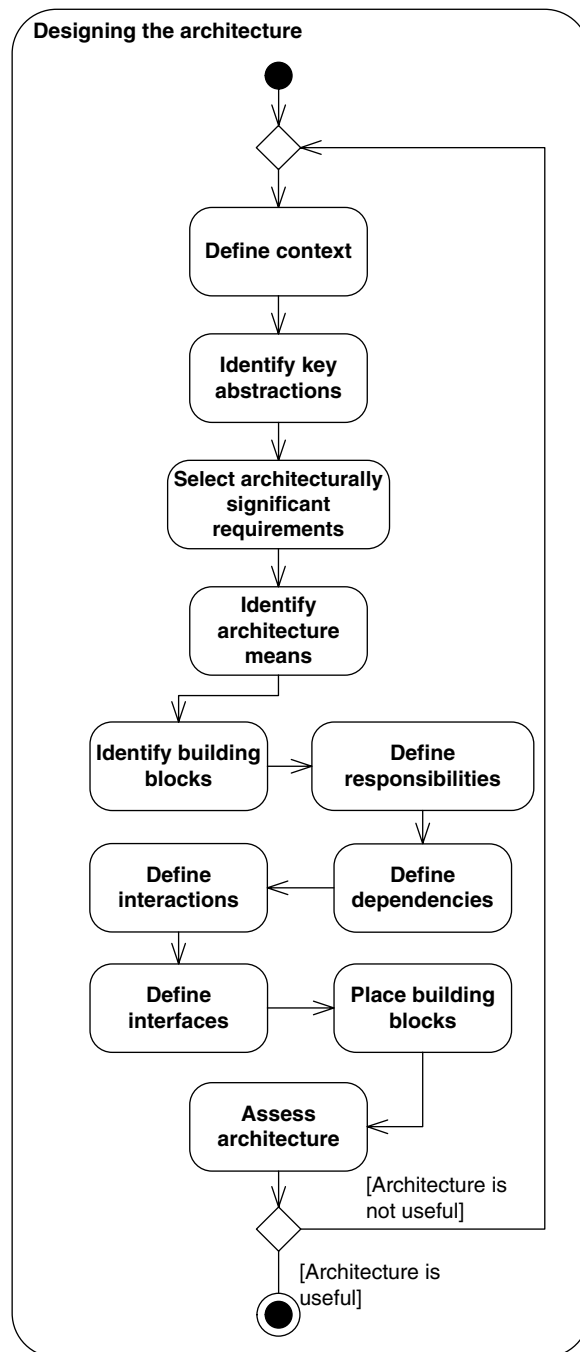 Designing the architecture
Define context
Identify key
abstractions
Select architecturally
significant
requirements
Identify
architecture
means
Identify building
blocks
Define
responsibilities
Define
interactions
Define
dependencies
Define
interfaces
Place building
blocks
Assess
architecture
[Architecture is
not useful]
[Architecture is
useful]